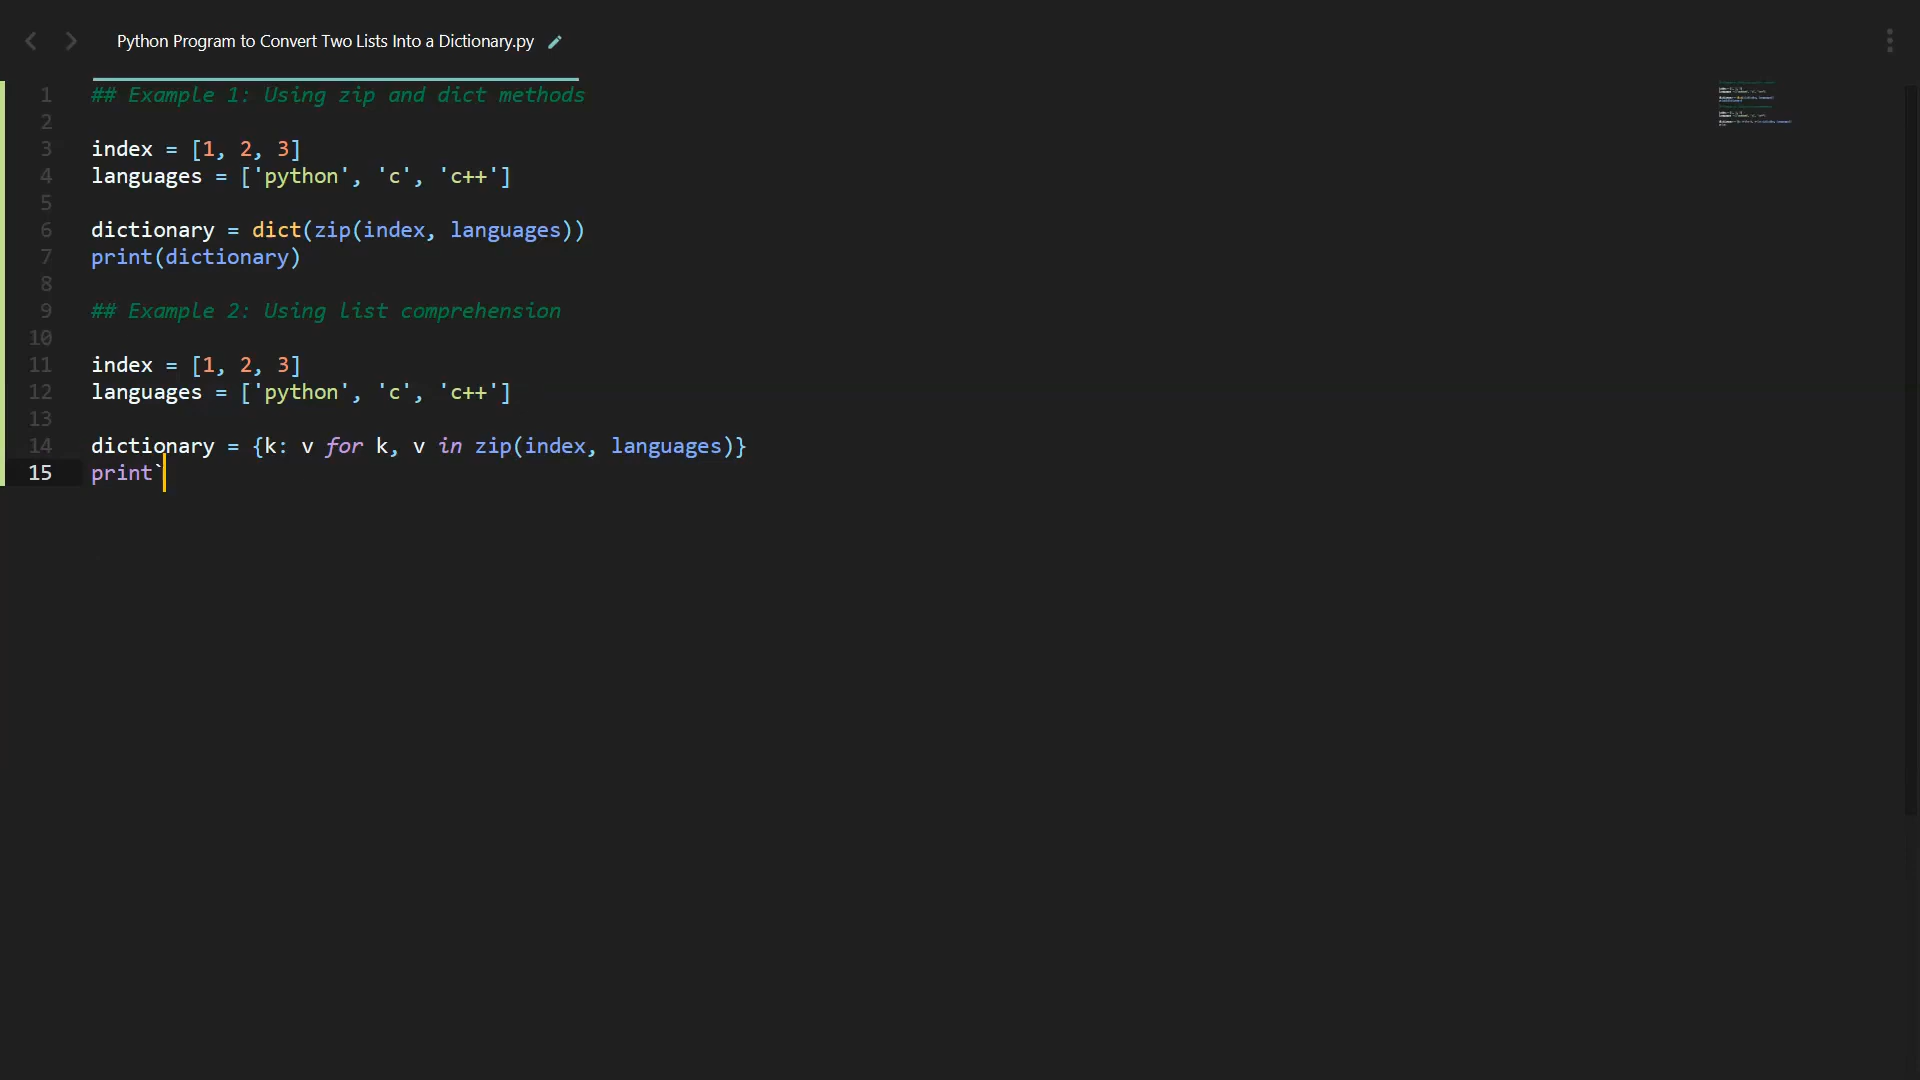 Python Program to Convert Two Lists Into a Dictionary.py
1 ## Example 1: Using zip and dict methods
2
3 index = [1, 2, 3]
4 languages = ['python', 'c', 'c++']
5
6 dictionary = dict(zip(index, languages))
7 print(dictionary)
8
9 ## Example 2: Using list comprehension
10
11 index = [1, 2, 3]
12 languages = ['python', 'c', 'c++']
13
14 dictionary = {k: v for k, v in zip(index, languages)}
15 print`